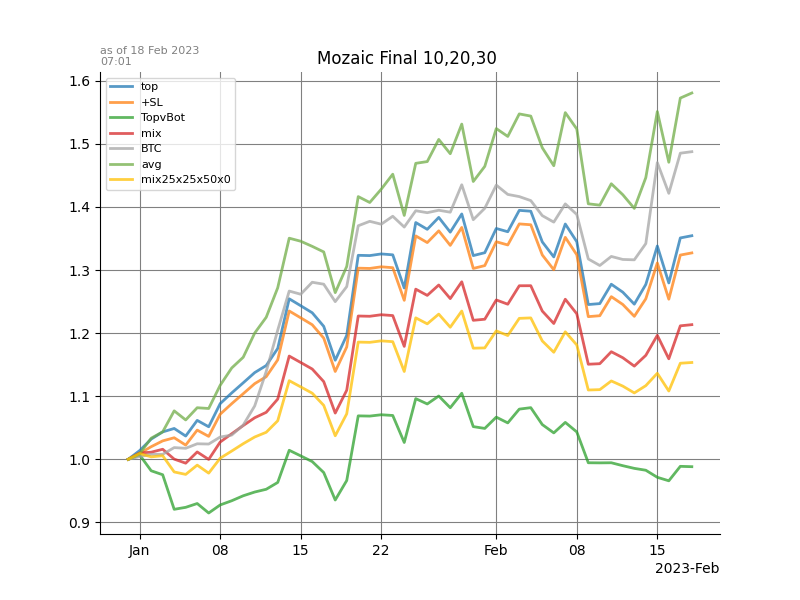 as of 18 Feb 2023
07:01
Mozaic Final 10,20,30
top
+SL
TopvBot
mix
BTC
avg
mix25x25x50x0
1.6
1.5
1.4
1.3
1.2
1.1
1.0
0.9
Jan 08 15 22 Feb 08 15
2023-Feb